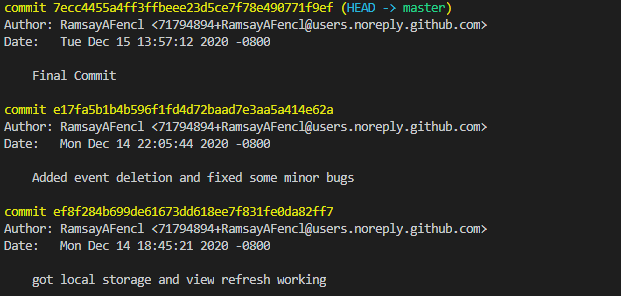 commit 7ecc4455a4ff3ffbeee23d5ce7f78e490771f9ef (HEAD -> master)
Author: RamsayAFencl <71794894+RamsayAFencl@users.noreply.github.com>
Date:   Tue Dec 15 13:57:12 2020 -0800
    Final Commit
commit e17fa5b1b4b596f1fd4d72baad7e3aa5a414e62a
Author: RamsayAFencl <71794894+RamsayAFencl@users.noreply.github.com>
Date:   Mon Dec 14 22:05:44 2020 -0800
    Added event deletion and fixed some minor bugs
commit ef8f284b699de61673dd618ee7f831fe0da82ff7
Author: RamsayAFencl <71794894+RamsayAFencl@users.noreply.github.com>
Date:   Mon Dec 14 18:45:21 2020 -0800
    got local storage and view refresh working